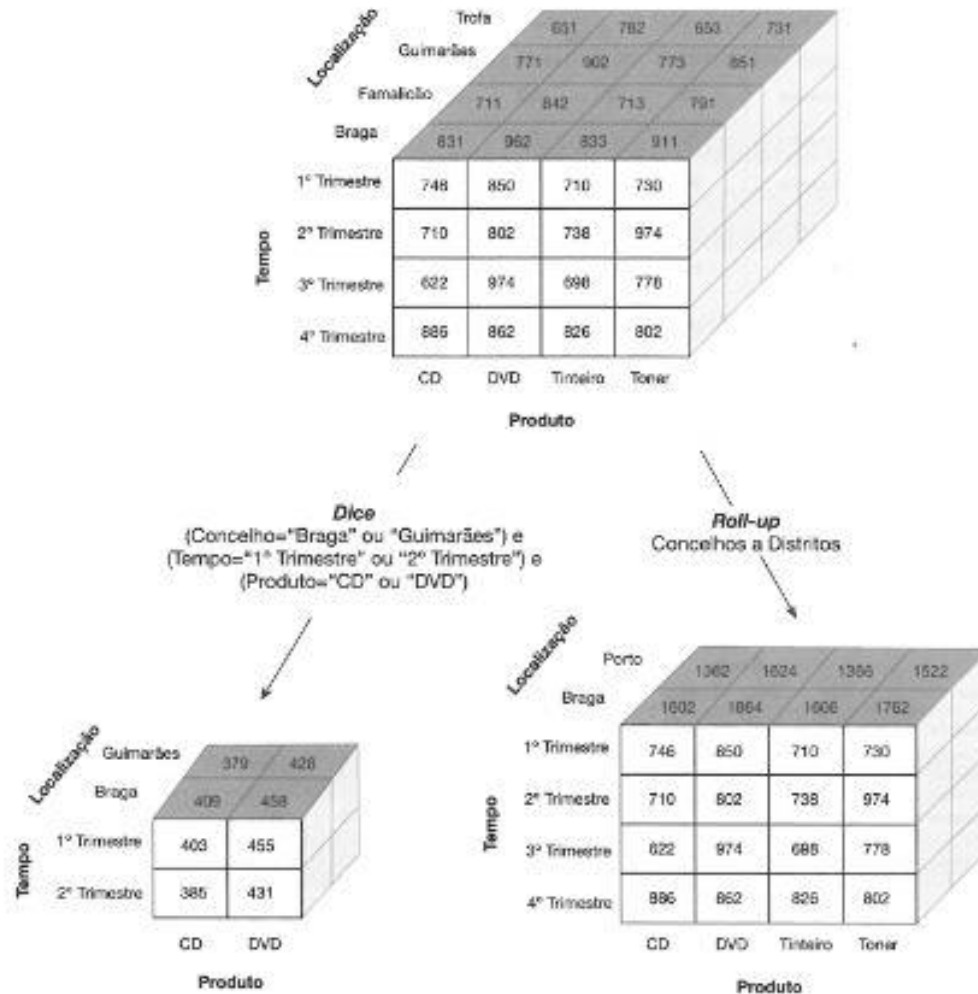 Localização
Trofa
Guimarães
Famalicão
Braga
651 782 653 731
771 902 773 851
711 842 713 791
831 962 833 911
Tempo
1º Trimestre 746 850 710 730
2º Trimestre 710 802 738 974
3º Trimestre 622 974 698 778
4º Trimestre 886 862 826 802
CD DVD Tinteiro Toner
Produto
Dice
(Concelho="Braga" ou "Guimarães") e
(Tempo="1º Trimestre" ou "2º Trimestre") e
(Produto="CD" ou "DVD")
Roll-up
Concelhos a Distritos
Localização
Guimarães 379 428
Braga 409 458
Tempo
1º Trimestre 403 455
2º Trimestre 385 431
CD DVD
Produto
Localização
Porto 1362 1624 1366 1522
Braga 1602 1864 1606 1762
Tempo
1º Trimestre 746 850 710 730
2º Trimestre 710 802 738 974
3º Trimestre 622 974 698 778
4º Trimestre 886 862 826 802
CD DVD Tinteiro Toner
Produto